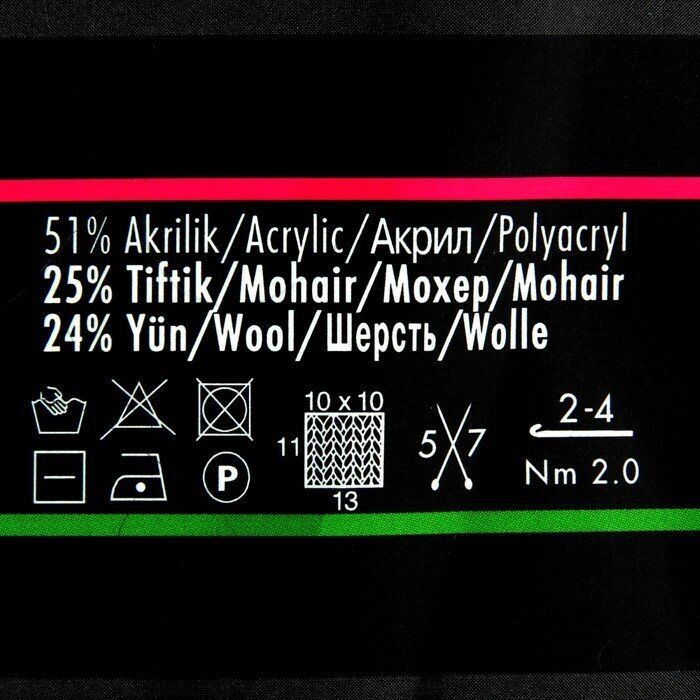 51% Akrilik/Acrylic/Акрил/Polyacryl
25% Tiftik/Mohair/Мохер/Mohair
24% Yün/Wool/Шерсть/Wolle
10 x 10
11
13
5 7
2-4
Nm 2.0
P